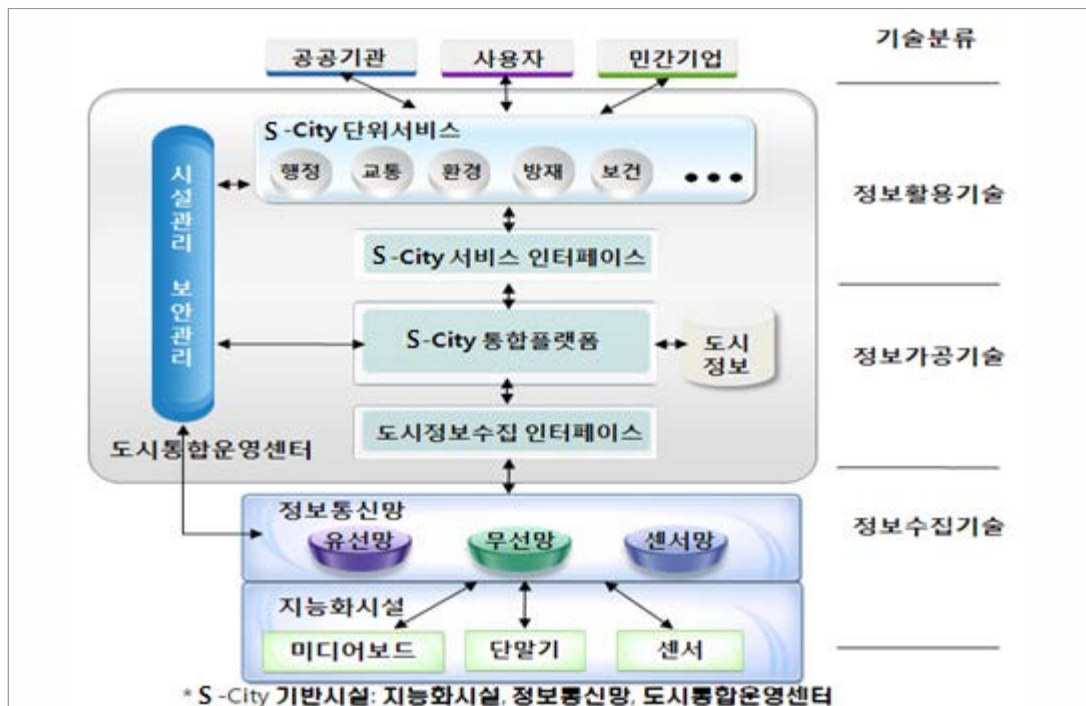 기술분류
공공기관 사용자 민간기업
S-City 단위서비스
행정 교통 환경 방재 보건 •••
정보활용기술
시설관리 보안관리
S-City 서비스 인터페이스
S-City 통합플랫폼
도시
정보
정보가공기술
도시정보수집 인터페이스
도시통합운영센터
정보통신망
유선망 무선망 센서망
정보수집기술
지능화시설
미디어보드 단말기 센서
* S-City 기반시설: 지능화시설, 정보통신망, 도시통합운영센터